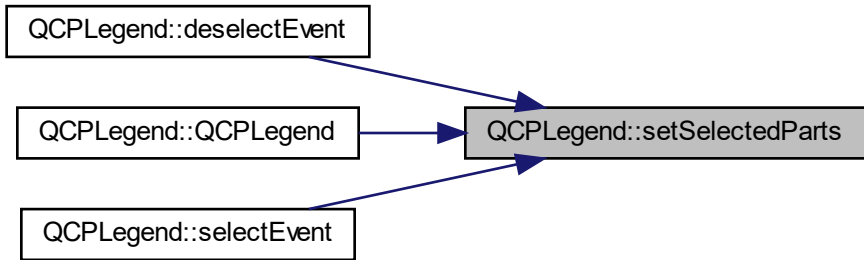 QCPLegend::deselectEvent
QCPLegend::QCPLegend
QCPLegend::setSelectedParts
QCPLegend::selectEvent